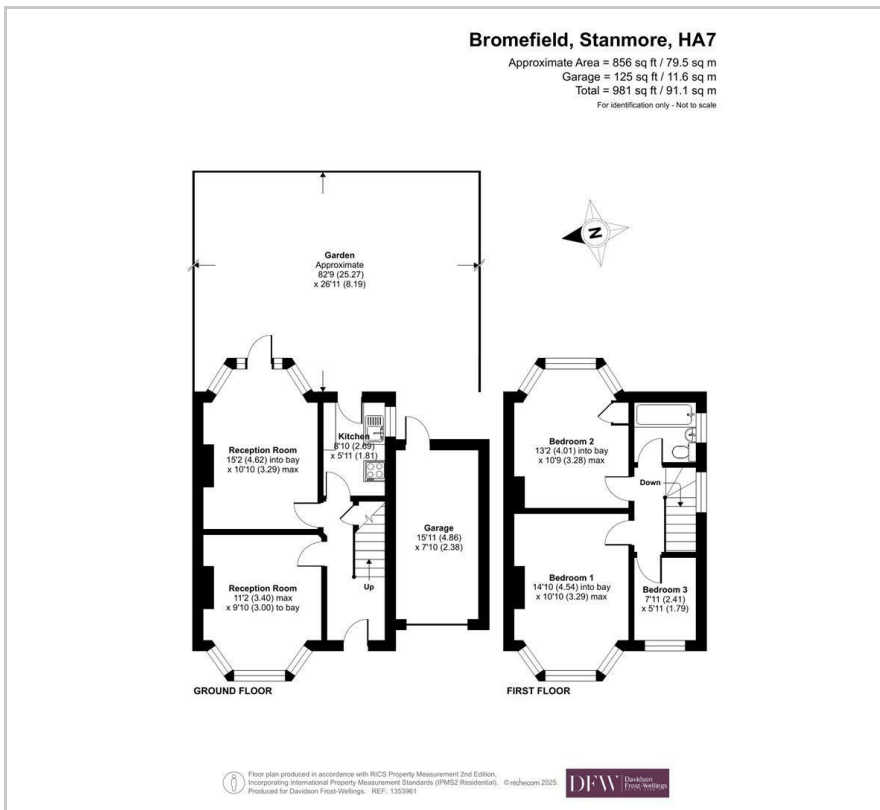 Bromefield, Stanmore, HA7
Approximate Area = 856 sq ft / 79.5 sq m
Garage = 125 sq ft / 11.6 sq m
Total = 981 sq ft / 91.1 sq m
For identification only - Not to scale
N
Garden
Approximate
82'9 (25.27)
x 26'11 (8.19)
Reception Room
15'2 (4.62) into bay
x 10'10 (3.29) max
Kitchen
8'10 (2.69)
x 5'11 (1.81)
Garage
15'11 (4.86)
x 7'10 (2.38)
Reception Room
11'2 (3.40) max
x 9'10 (3.00) to bay
Up
GROUND FLOOR
Bedroom 2
13'2 (4.01) into bay
x 10'9 (3.28) max
Down
Bedroom 1
14'10 (4.54) into bay
x 10'10 (3.29) max
Bedroom 3
7'11 (2.41)
x 5'11 (1.79)
FIRST FLOOR
Floor plan produced in accordance with RICS Property Measurement 2nd Edition,
Incorporating International Property Measurement Standards (IPMS2 Residential). © ntchecom 2025.
Produced for Davidson Frost-Wellings. REF: 1353961
DFW
Davidson
Frost-Wellings